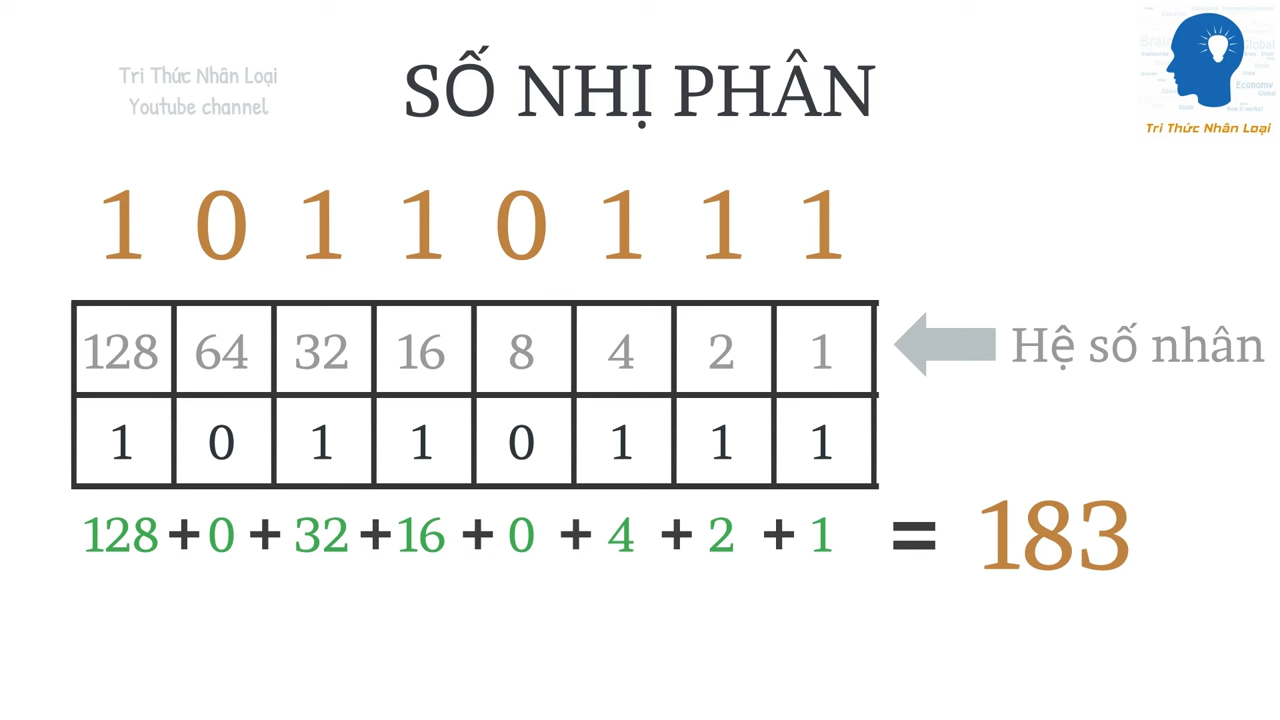 Tri Thức Nhân Loại
Youtube channel
SỐ NHỊ PHÂN
Tri Thức Nhân Loại
1 0 1 1 0 1 1 1
128 64 32 16 8 4 2 1
Hệ số nhân
1 0 1 1 0 1 1 1
128 + 0 + 32 + 16 + 0 + 4 + 2 + 1 = 183